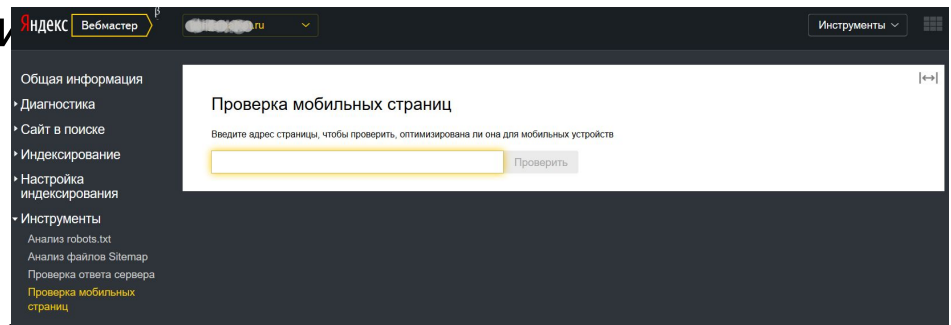 и
Яндекс Вебмастер β
.ru
Инструменты
Общая информация
Диагностика
Сайт в поиске
Индексирование
Настройка
индексирования
Инструменты
Анализ robots.txt
Анализ файлов Sitemap
Проверка ответа сервера
Проверка мобильных
страниц
Проверка мобильных страниц
Введите адрес страницы, чтобы проверить, оптимизирована ли она для мобильных устройств
Проверить